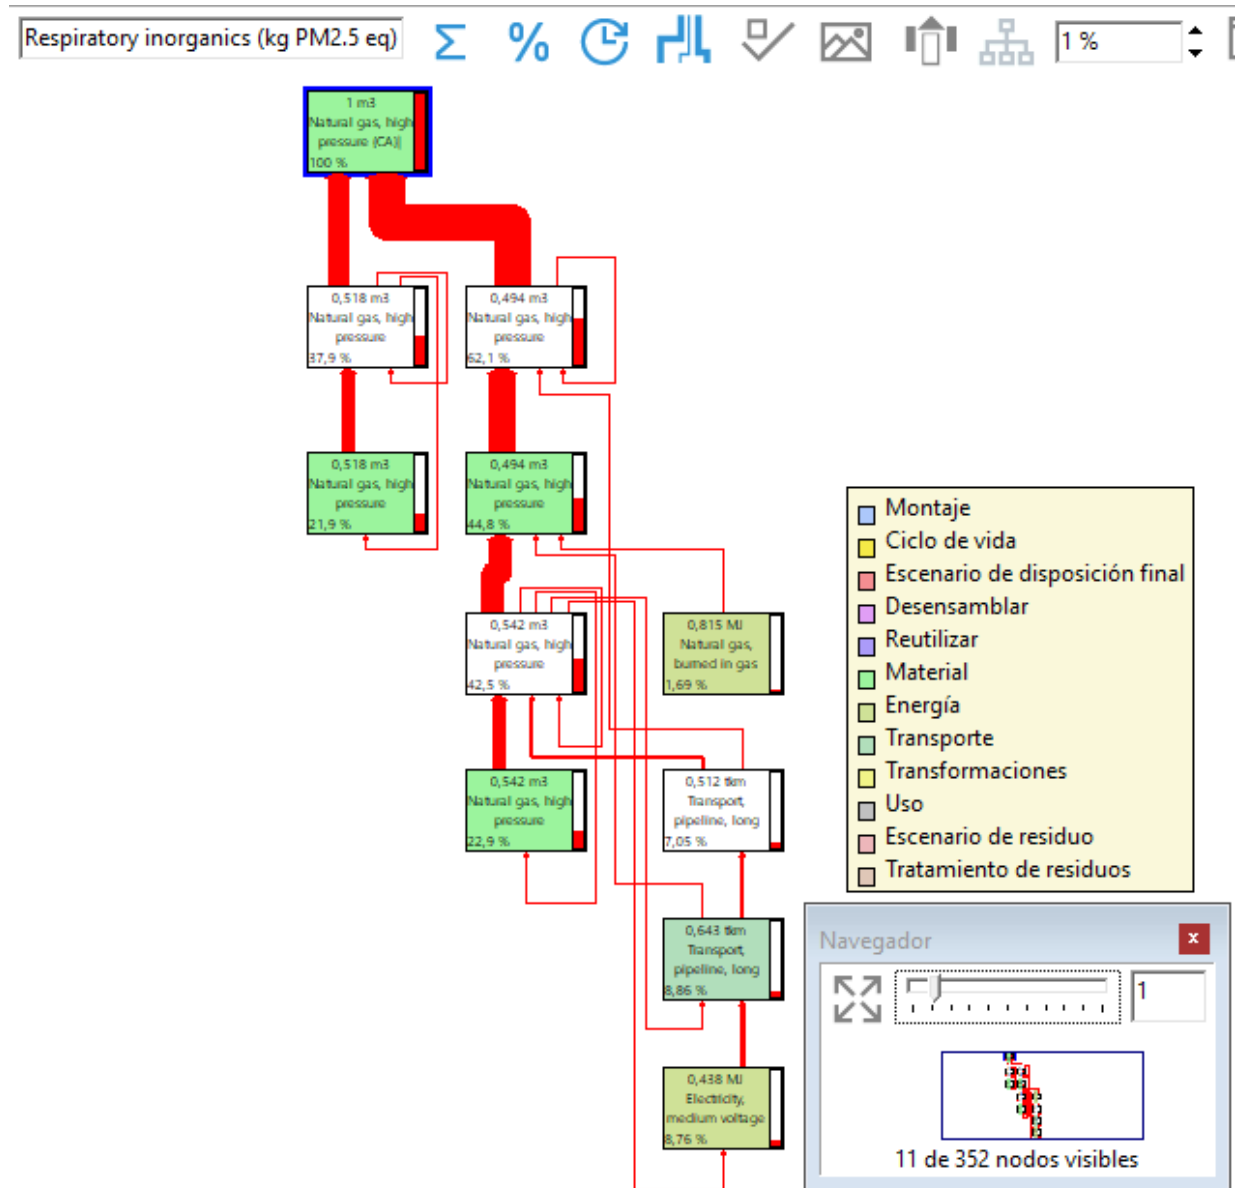 Respiratory inorganics (kg PM2.5 eq)
Σ
%
1 %
1 m3
Natural gas, high
pressure (CA)|
100 %
0,518 m3
Natural gas, high
pressure
37,9 %
0,494 m3
Natural gas, high
pressure
62,1 %
0,518 m3
Natural gas, high
pressure
21,9 %
0,494 m3
Natural gas, high
pressure
44,8 %
0,542 m3
Natural gas, high
pressure
42,5 %
0,815 MJ
Natural gas,
burned in gas
1,69 %
0,542 m3
Natural gas, high
pressure
22,9 %
0,512 tkm
Transport,
pipeline, long
7,05 %
0,643 tkm
Transport,
pipeline, long
8,86 %
0,438 MJ
Electricity,
medium voltage
8,76 %
Montaje
Ciclo de vida
Escenario de disposición final
Desensamblar
Reutilizar
Material
Energía
Transporte
Transformaciones
Uso
Escenario de residuo
Tratamiento de residuos
Navegador
x
1
11 de 352 nodos visibles